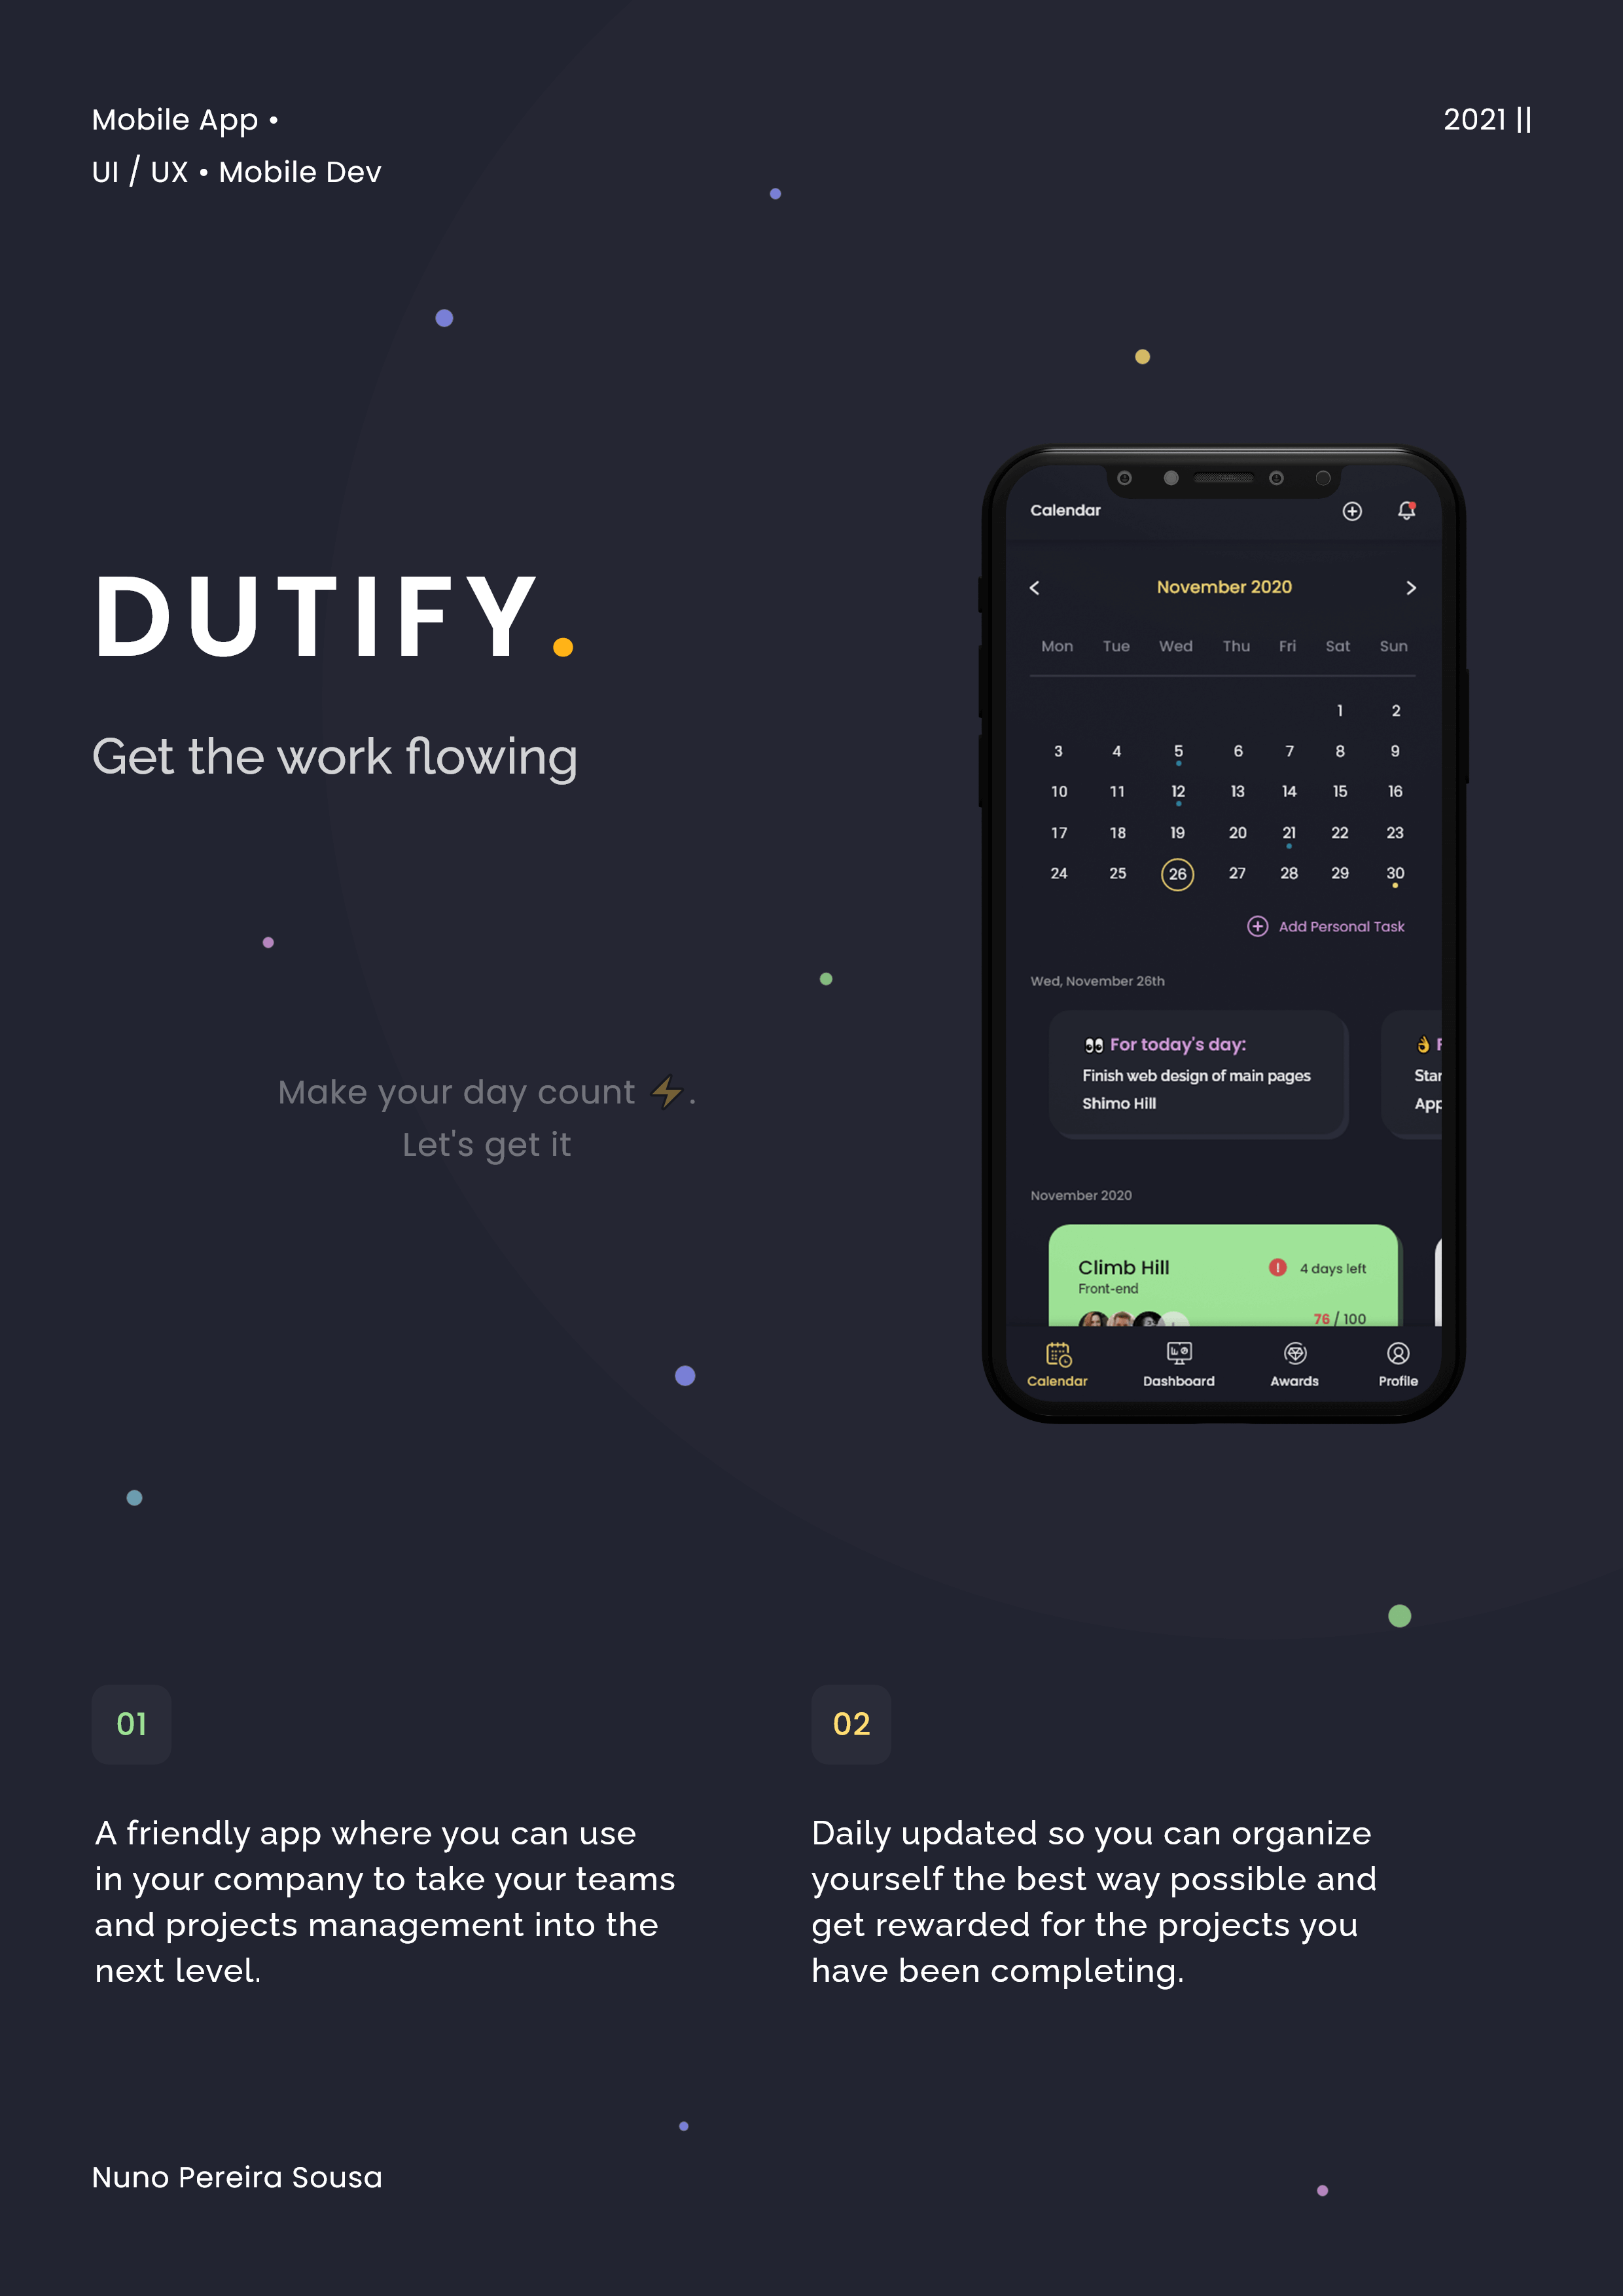 Mobile App •
UI / UX • Mobile Dev
2021 ||
DUTIFY.
Get the work flowing
Make your day count ⚡.
Let's get it
Calendar
November 2020
Mon Tue Wed Thu Fri Sat Sun
1 2
3 4 5 6 7 8 9
10 11 12 13 14 15 16
17 18 19 20 21 22 23
24 25 26 27 28 29 30
Add Personal Task
Wed, November 26th
👀 For today's day:
Finish web design of main pages
Shimo Hill
👌 F
Star
App
November 2020
Climb Hill
Front-end
4 days left
76 / 100
Calendar Dashboard Awards Profile
01
A friendly app where you can use
in your company to take your teams
and projects management into the
next level.
02
Daily updated so you can organize
yourself the best way possible and
get rewarded for the projects you
have been completing.
Nuno Pereira Sousa